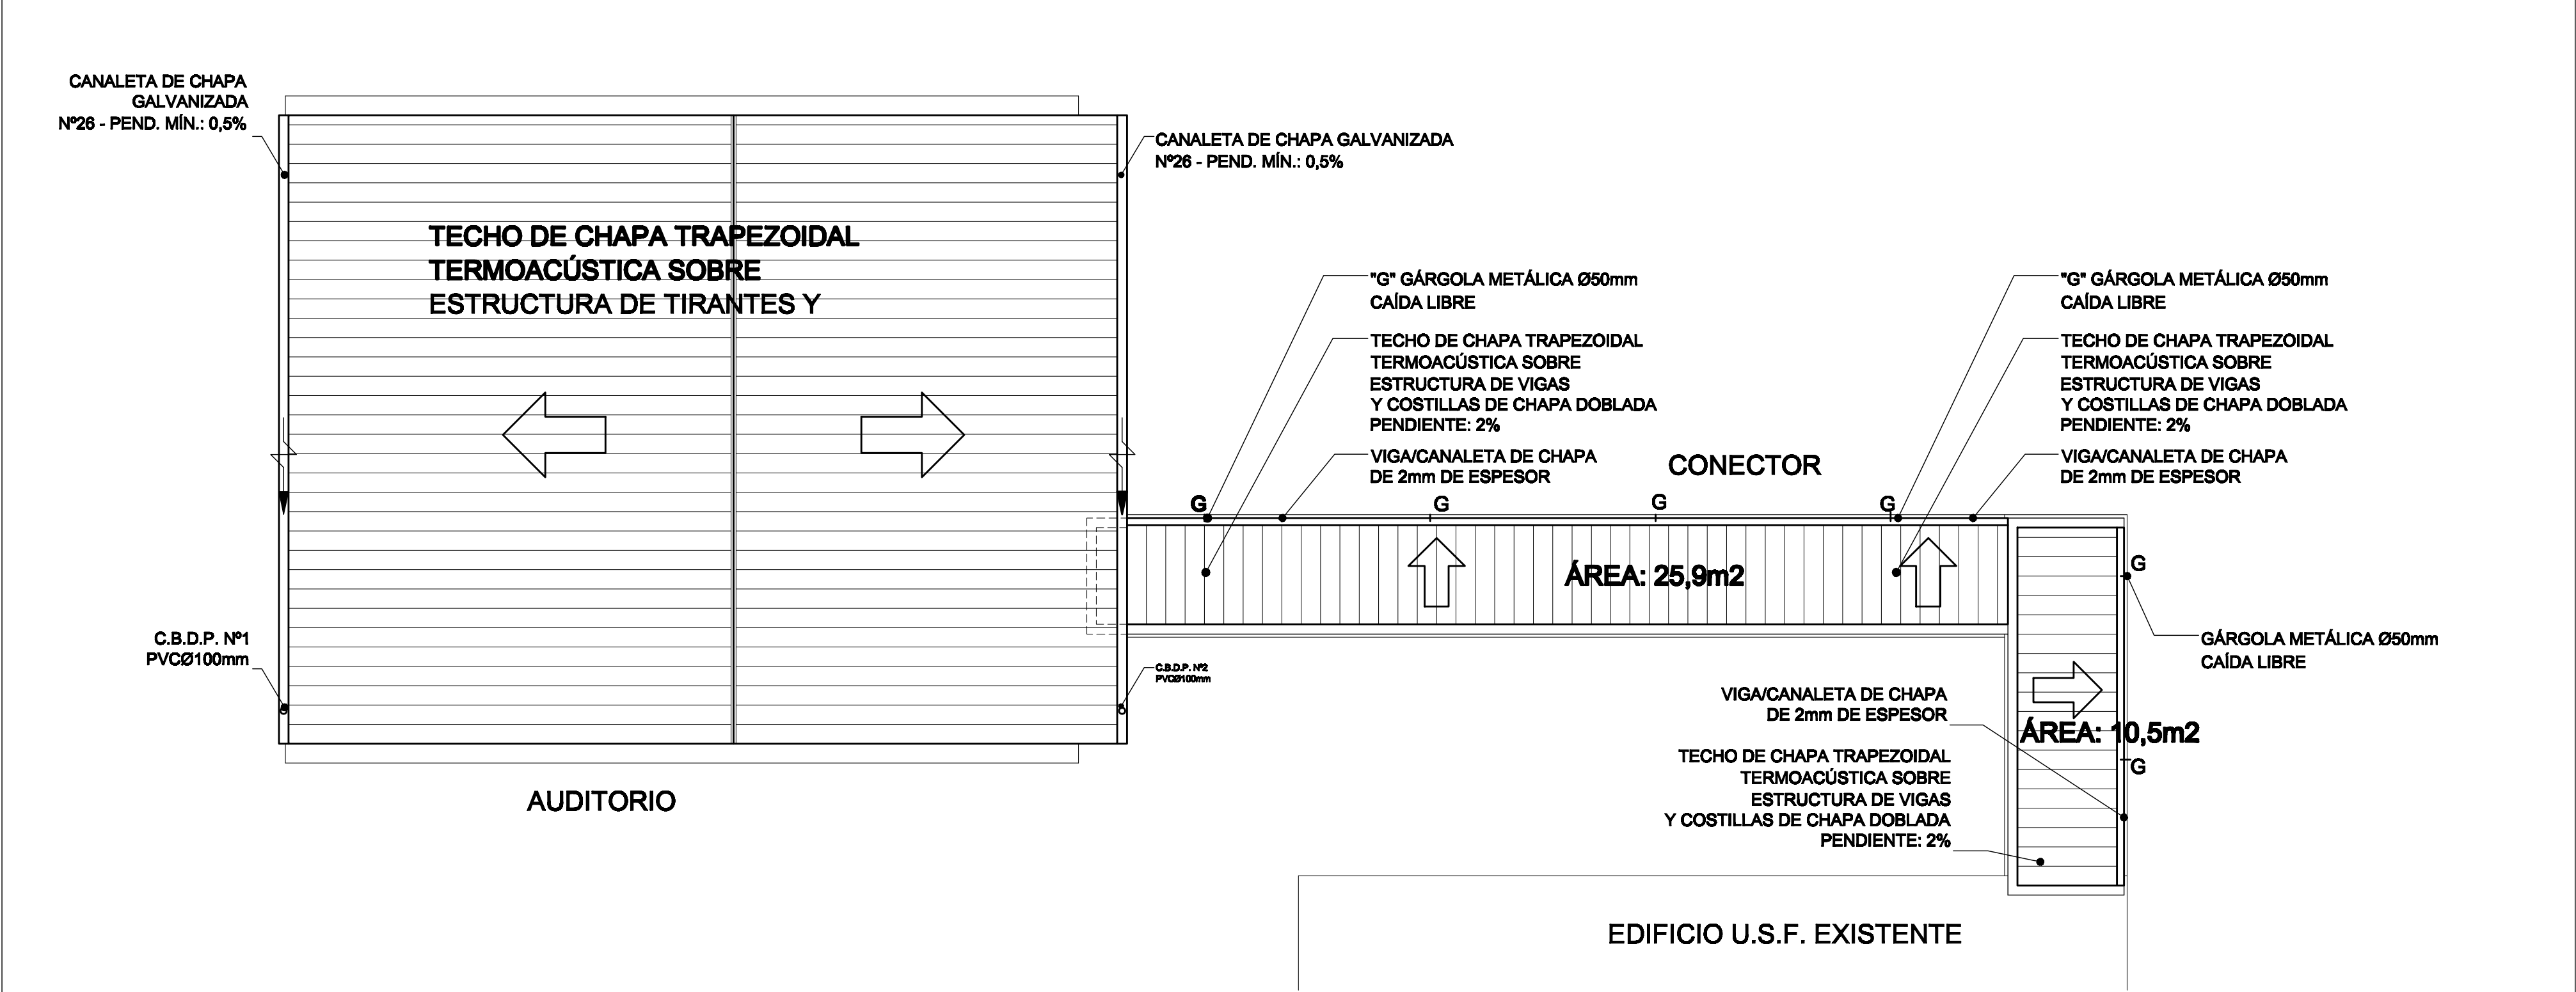 CANALETA DE CHAPA
GALVANIZADA
Nº26 - PEND. MÍN.: 0,5%
CANALETA DE CHAPA GALVANIZADA
Nº26 - PEND. MÍN.: 0,5%
TECHO DE CHAPA TRAPEZOIDAL
TERMOACÚSTICA SOBRE
ESTRUCTURA DE TIRANTES Y
"G" GÁRGOLA METÁLICA Ø50mm
CAÍDA LIBRE
TECHO DE CHAPA TRAPEZOIDAL
TERMOACÚSTICA SOBRE
ESTRUCTURA DE VIGAS
Y COSTILLAS DE CHAPA DOBLADA
PENDIENTE: 2%
VIGA/CANALETA DE CHAPA
DE 2mm DE ESPESOR
CONECTOR
"G" GÁRGOLA METÁLICA Ø50mm
CAÍDA LIBRE
TECHO DE CHAPA TRAPEZOIDAL
TERMOACÚSTICA SOBRE
ESTRUCTURA DE VIGAS
Y COSTILLAS DE CHAPA DOBLADA
PENDIENTE: 2%
VIGA/CANALETA DE CHAPA
DE 2mm DE ESPESOR
G
G
G
G
ÁREA: 25,9m2
G
GÁRGOLA METÁLICA Ø50mm
CAÍDA LIBRE
C.B.D.P. Nº1
PVCØ100mm
C.B.D.P. Nº2
PVCØ100mm
VIGA/CANALETA DE CHAPA
DE 2mm DE ESPESOR
ÁREA: 10,5m2
G
TECHO DE CHAPA TRAPEZOIDAL
TERMOACÚSTICA SOBRE
ESTRUCTURA DE VIGAS
Y COSTILLAS DE CHAPA DOBLADA
PENDIENTE: 2%
AUDITORIO
EDIFICIO U.S.F. EXISTENTE